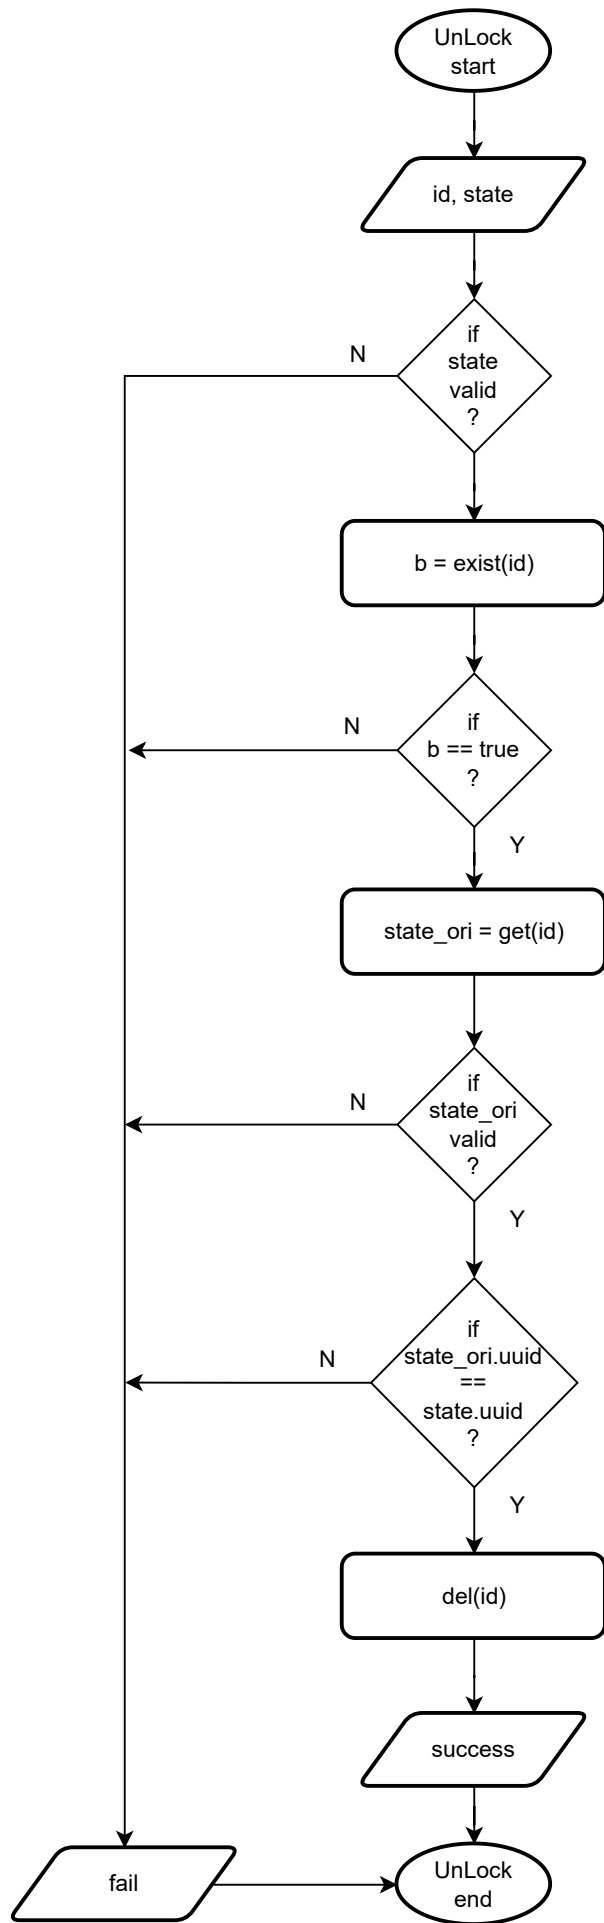 UnLock
start
id, state
N
if
state
valid
?
b = exist(id)
N
if
b == true
?
Y
state_ori = get(id)
N
if
state_ori
valid
?
Y
N
if
state_ori.uuid
==
state.uuid
?
Y
del(id)
success
fail
UnLock
end